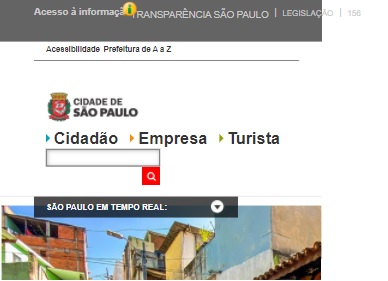 Acesso à informaçã TRANSPARÊNCIA SÃO PAULO | LEGISLAÇÃO | 156
Acessibilidade Prefeitura de A a Z
CIDADE DE
SÃO PAULO
Cidadão Empresa Turista
SÃO PAULO EM TEMPO REAL: